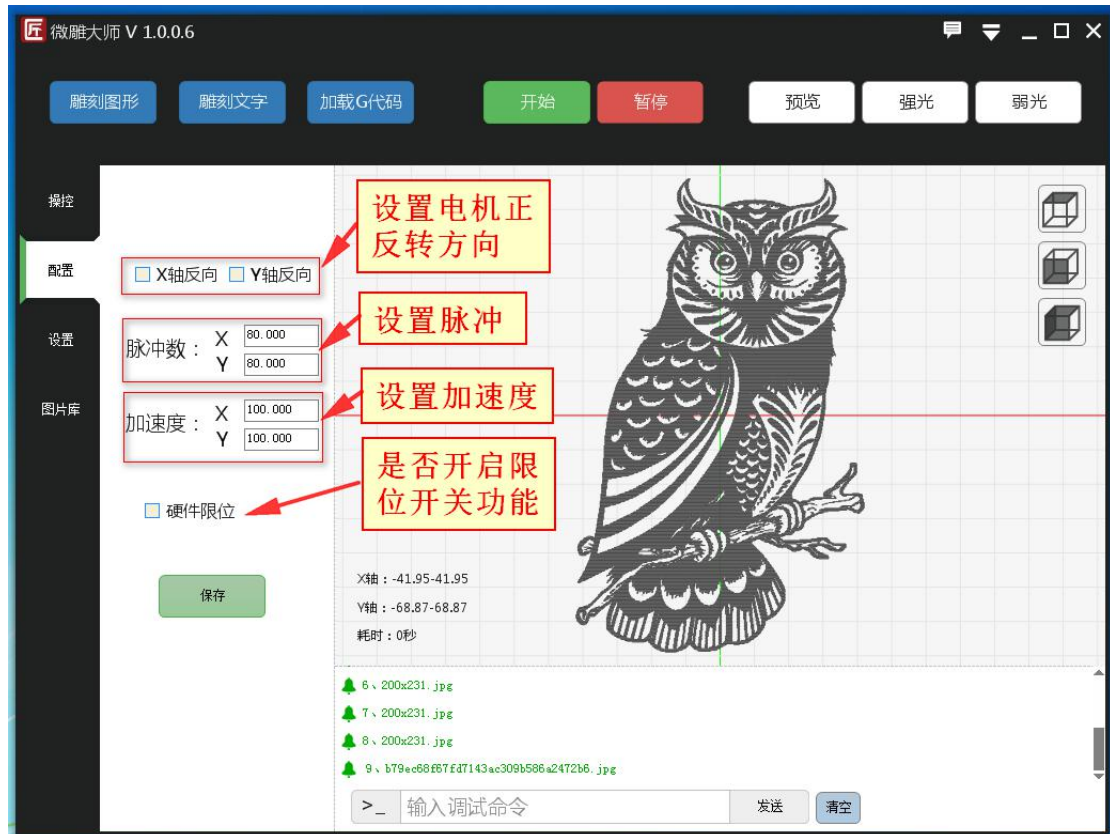 匠 微雕大师 V 1.0.0.6
雕刻图形 雕刻文字 加载G代码 开始 暂停 预览 强光 弱光
操控
配置
设置
图片库
X轴反向 Y轴反向
脉冲数：
X 80.000
Y 80.000
加速度：
X 100.000
Y 100.000
硬件限位
保存
设置电机正
反转方向
设置脉冲
设置加速度
是否开启限
位开关功能
X轴：-41.95-41.95
Y轴：-68.87-68.87
耗时：0秒
6、200x231.jpg
7、200x231.jpg
8、200x231.jpg
9、b79ec68f67fd7143ac309b586a2472b6.jpg
>_ 输入调试命令 发送 清空